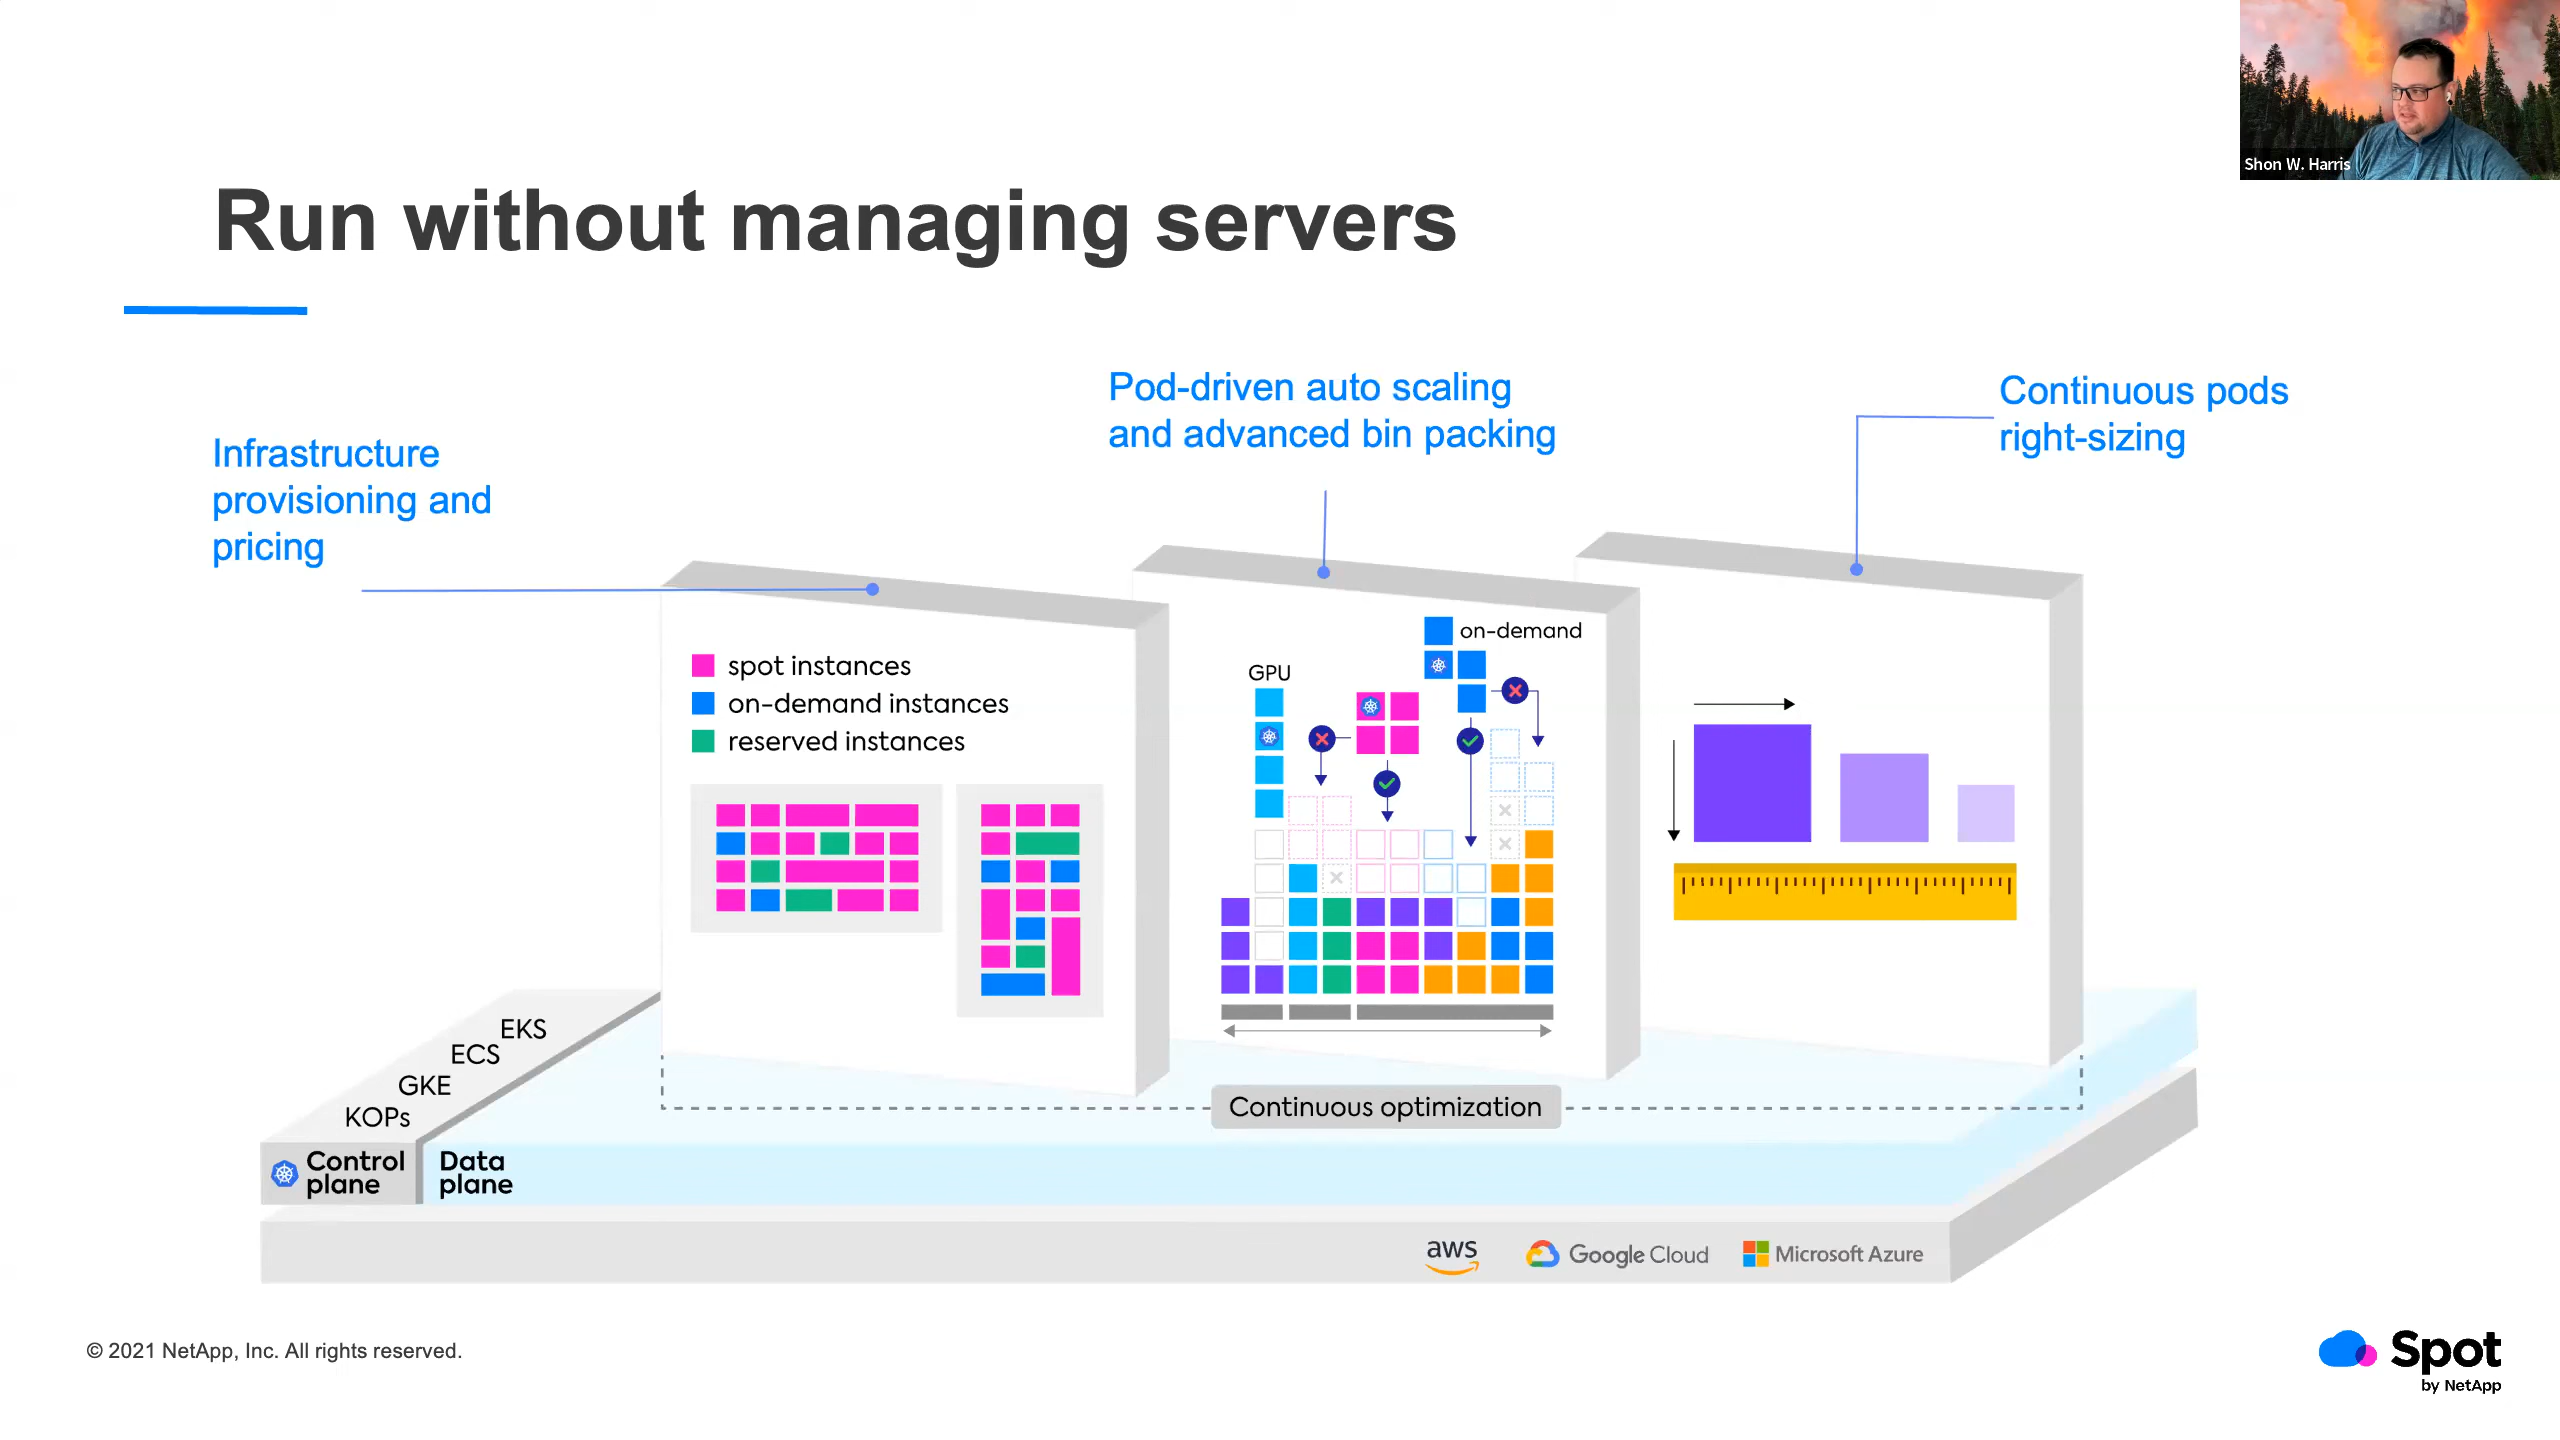 Shon W. Harris
Run without managing servers
Infrastructure
provisioning and
pricing
Pod-driven auto scaling
and advanced bin packing
Continuous pods
right-sizing
spot instances
on-demand instances
reserved instances
GPU
on-demand
EKS
ECS
GKE
KOPs
Control
plane
Data
plane
Continuous optimization
aws
Google Cloud
Microsoft Azure
© 2021 NetApp, Inc. All rights reserved.
Spot
by NetApp